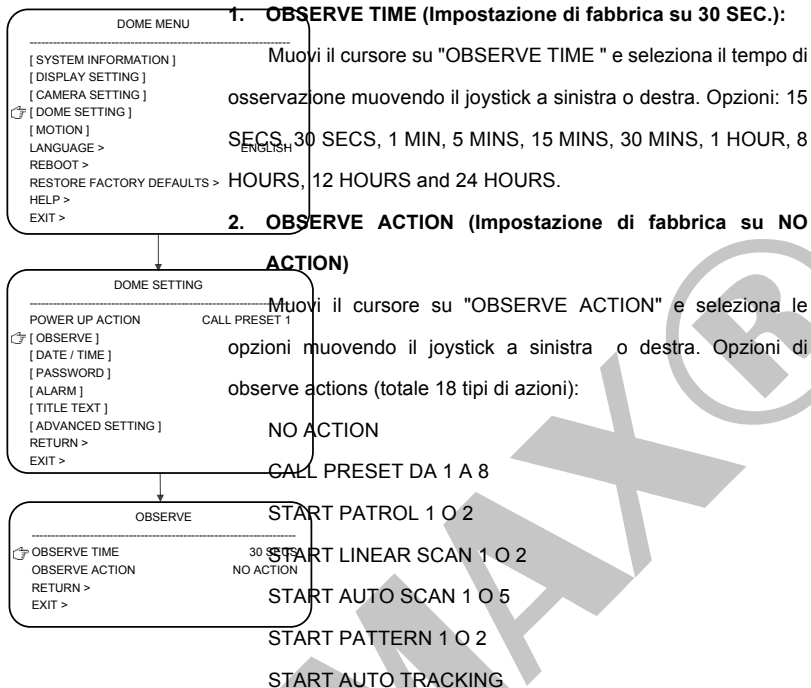 DOME MENU
[ SYSTEM INFORMATION ]
[ DISPLAY SETTING ]
[ CAMERA SETTING ]
[ DOME SETTING ]
[ MOTION ]
LANGUAGE > ENGLISH
REBOOT >
RESTORE FACTORY DEFAULTS >
HELP >
EXIT >
DOME SETTING
POWER UP ACTION CALL PRESET 1
[ OBSERVE ]
[ DATE / TIME ]
[ PASSWORD ]
[ ALARM ]
[ TITLE TEXT ]
[ ADVANCED SETTING ]
RETURN >
EXIT >
OBSERVE
OBSERVE TIME 30 SECS
OBSERVE ACTION NO ACTION
RETURN >
EXIT >
1. OBSERVE TIME (Impostazione di fabbrica su 30 SEC.):
Muovi il cursore su "OBSERVE TIME " e seleziona il tempo di
osservazione muovendo il joystick a sinistra o destra. Opzioni: 15
SECS, 30 SECS, 1 MIN, 5 MINS, 15 MINS, 30 MINS, 1 HOUR, 8
HOURS, 12 HOURS and 24 HOURS.
2. OBSERVE ACTION (Impostazione di fabbrica su NO
ACTION)
Muovi il cursore su "OBSERVE ACTION" e seleziona le
opzioni muovendo il joystick a sinistra o destra. Opzioni di
observe actions (totale 18 tipi di azioni):
NO ACTION
CALL PRESET DA 1 A 8
START PATROL 1 O 2
START LINEAR SCAN 1 O 2
START AUTO SCAN 1 O 5
START PATTERN 1 O 2
START AUTO TRACKING
MAX®